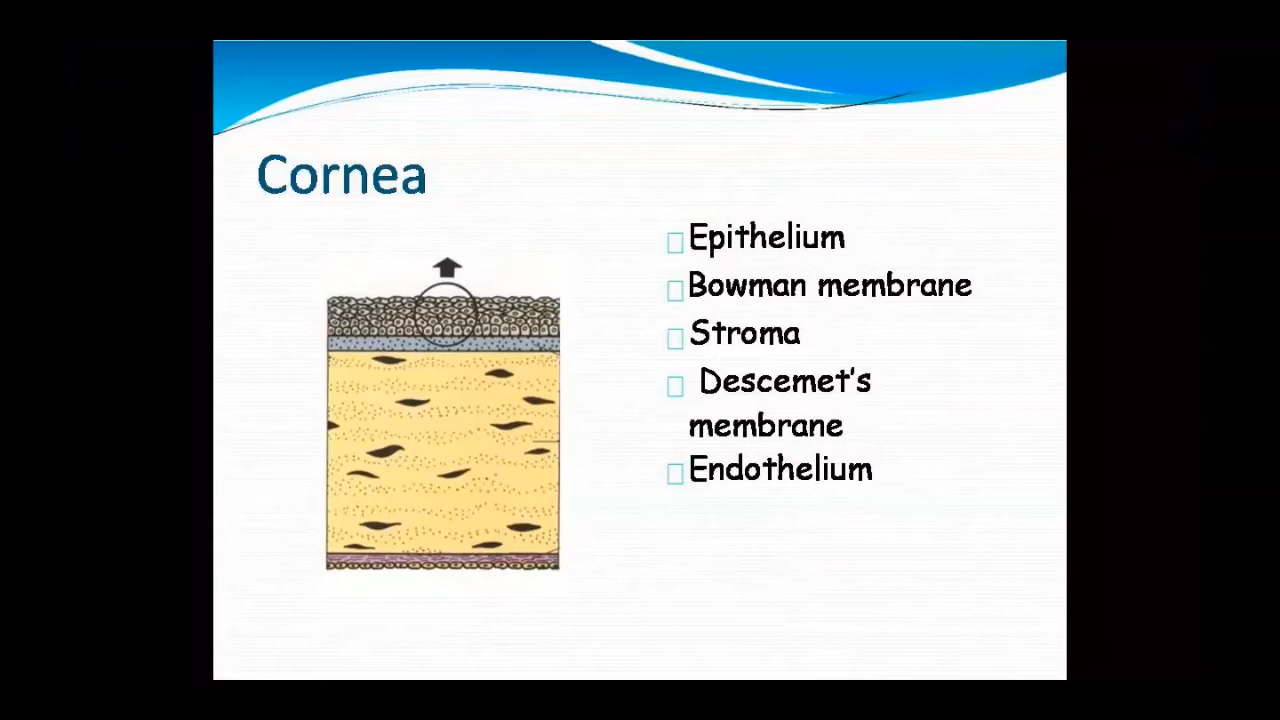 Cornea
Epithelium
Bowman membrane
Stroma
Descemet's
membrane
Endothelium